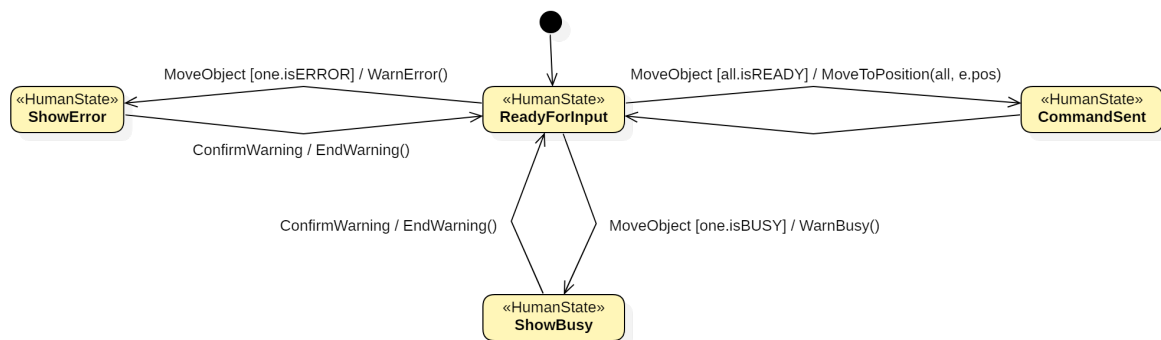 MoveObject [one.isERROR] / WarnError()
MoveObject [all.isREADY] / MoveToPosition(all, e.pos)
«HumanState»
ShowError
«HumanState»
ReadyForInput
«HumanState»
CommandSent
ConfirmWarning / EndWarning()
ConfirmWarning / EndWarning()
MoveObject [one.isBUSY] / WarnBusy()
«HumanState»
ShowBusy